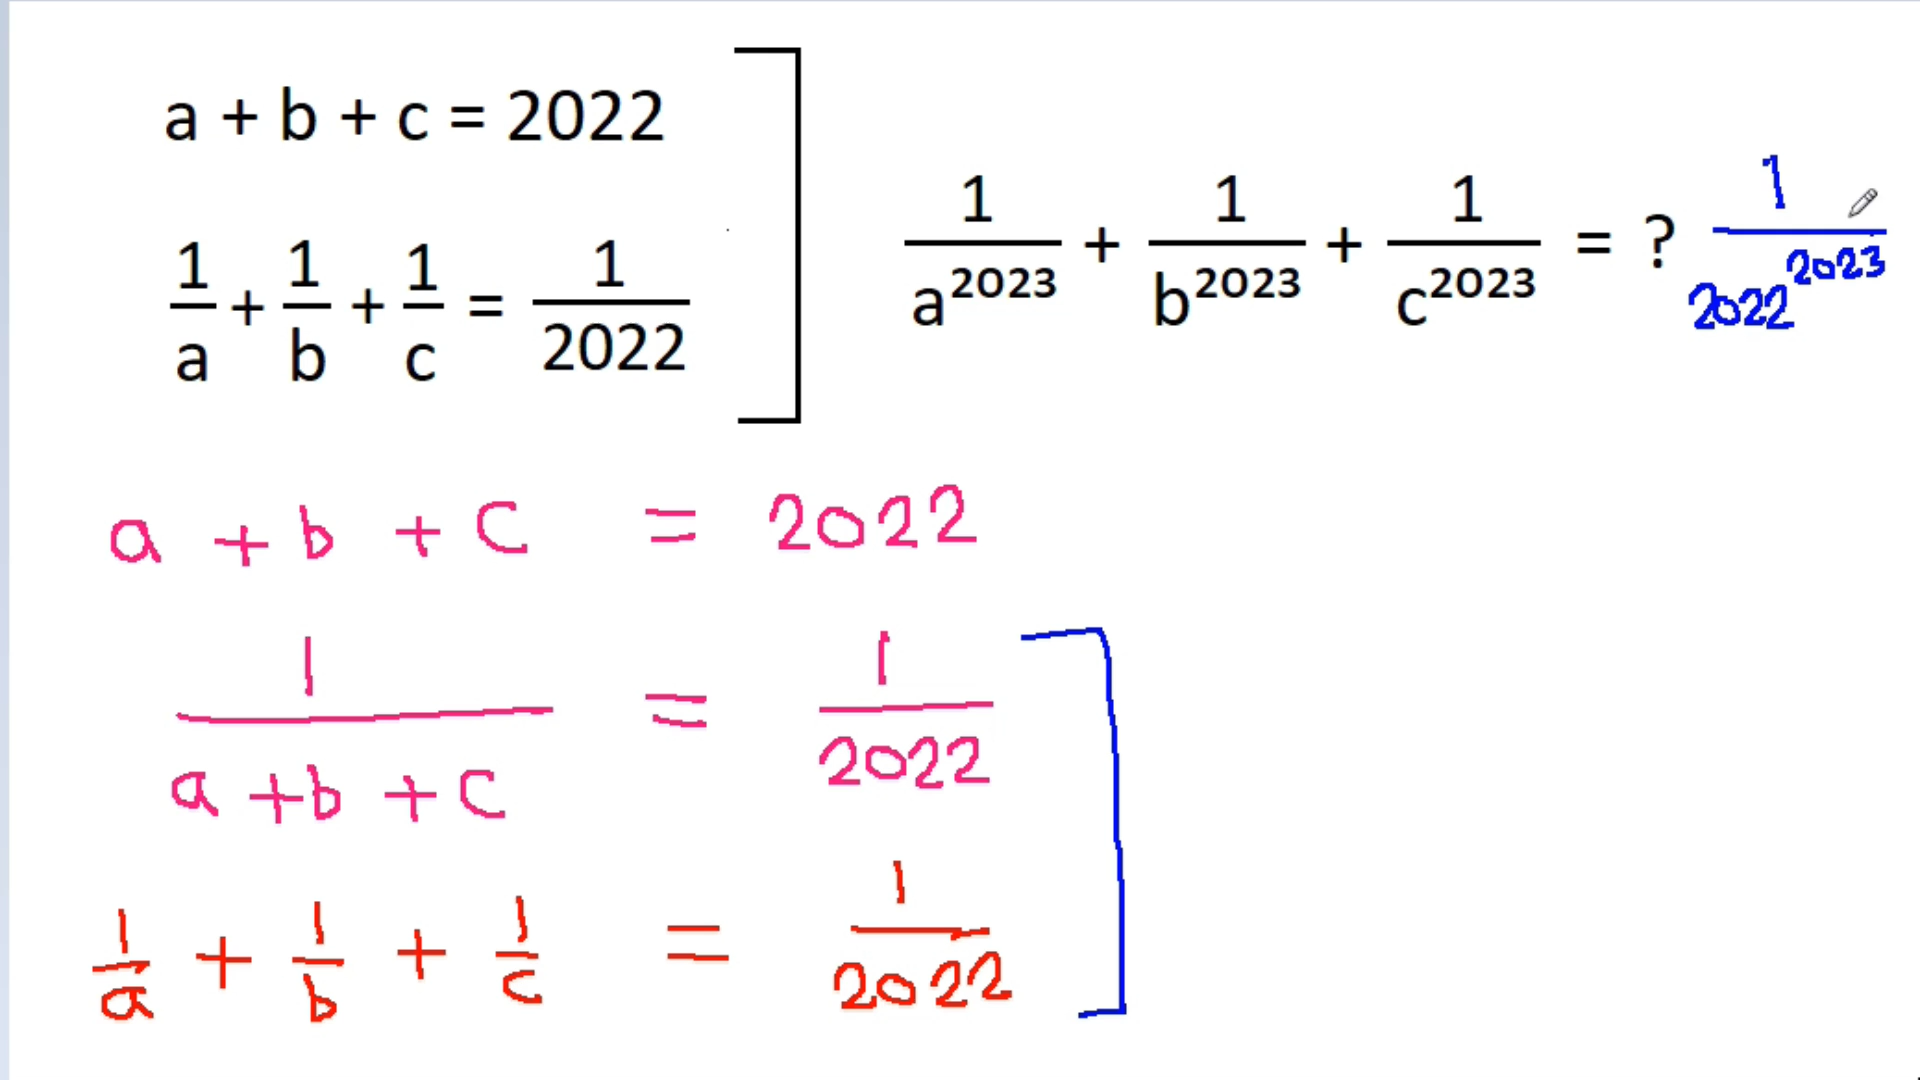 a + b + c = 2022
1/a + 1/b + 1/c = 1/2022
1/a^2023 + 1/b^2023 + 1/c^2023 = ? 1/2022^2023
a + b + c = 2022
1/(a + b + c) = 1/2022
1/a + 1/b + 1/c = 1/2022